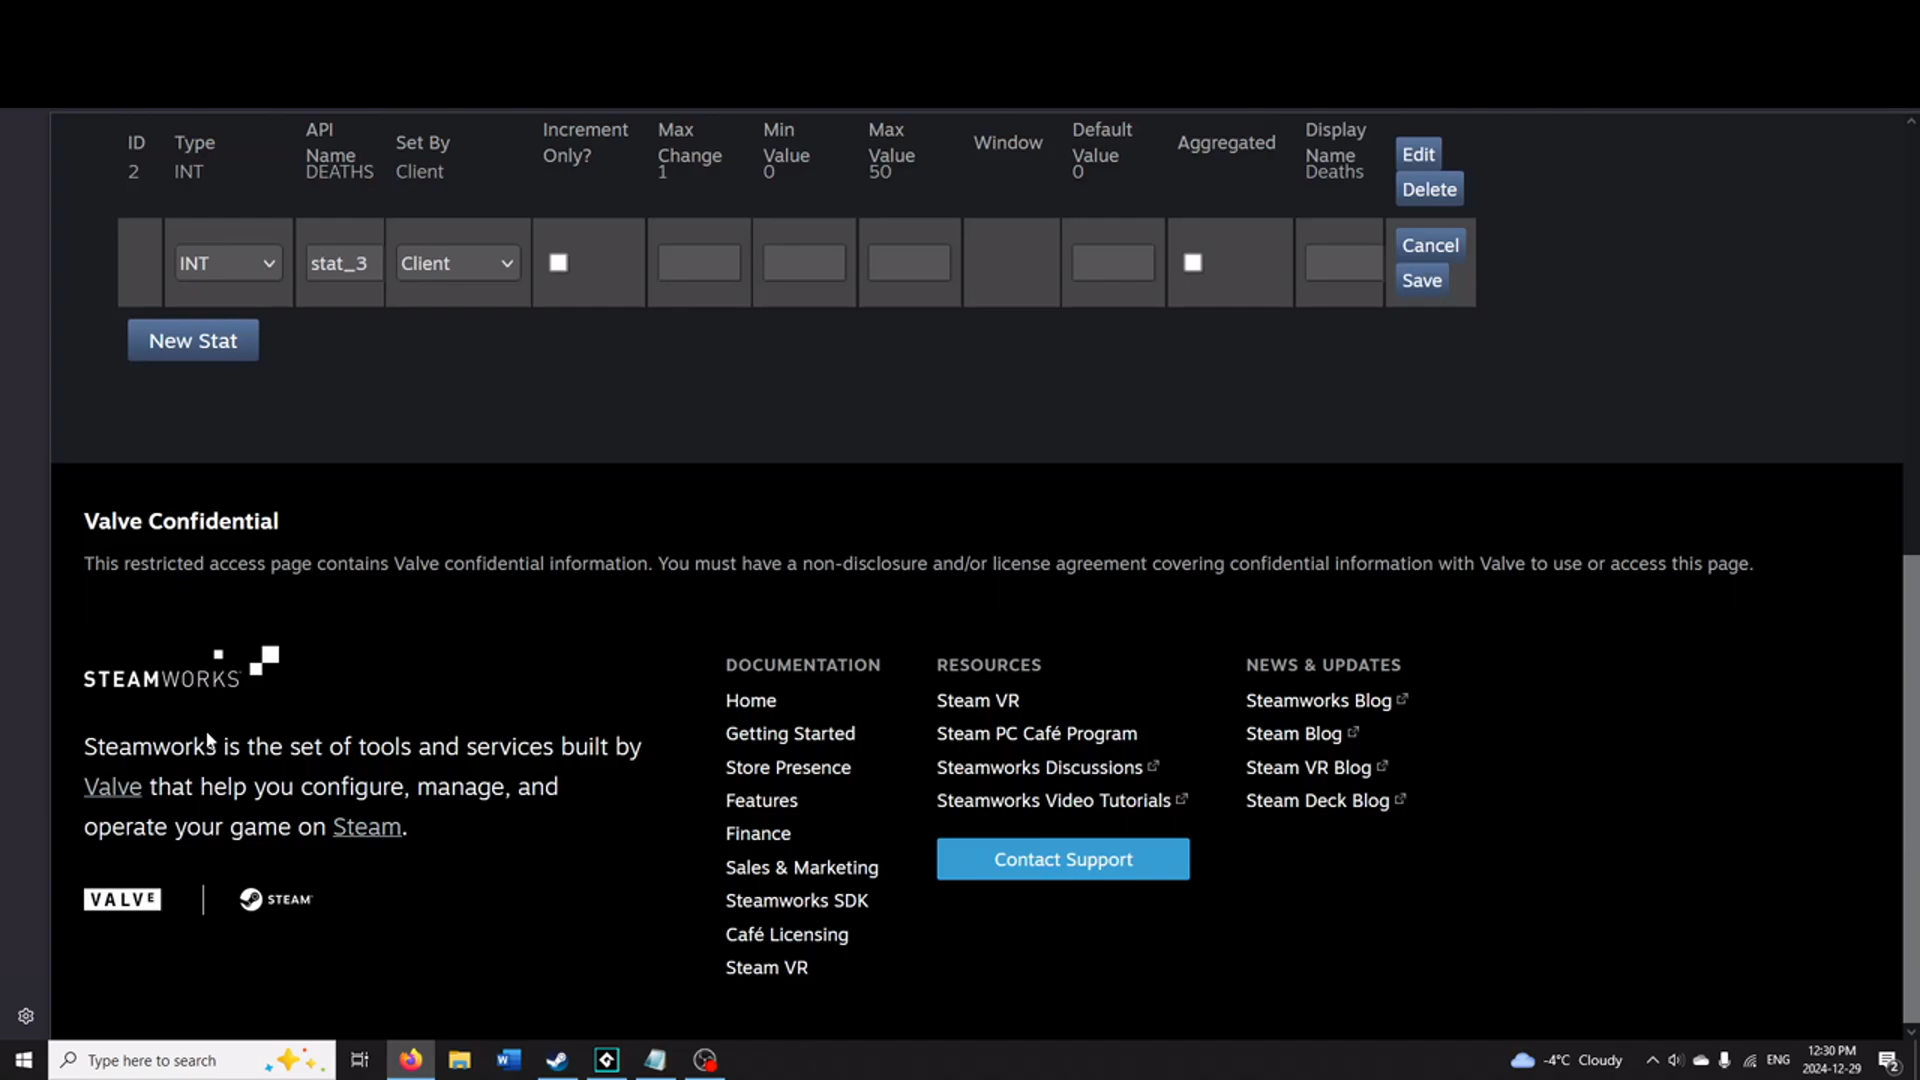 ID Type API Name Set By Increment Only? Max Change Min Value Max Value Window Default Value Aggregated Display Name
2 INT DEATHS Client 1 0 50 0 Deaths Edit
Delete
INT stat_3 Client Cancel
Save
New Stat
Valve Confidential
This restricted access page contains Valve confidential information. You must have a non-disclosure and/or license agreement covering confidential information with Valve to use or access this page.
STEAMWORKS
Steamworks is the set of tools and services built by
Valve that help you configure, manage, and
operate your game on Steam.
VALVE STEAM
DOCUMENTATION
Home
Getting Started
Store Presence
Features
Finance
Sales & Marketing
Steamworks SDK
Café Licensing
Steam VR
RESOURCES
Steam VR
Steam PC Café Program
Steamworks Discussions
Steamworks Video Tutorials
Contact Support
NEWS & UPDATES
Steamworks Blog
Steam Blog
Steam VR Blog
Steam Deck Blog
Type here to search
-4°C Cloudy
ENG
12:30 PM
2024-12-29
2